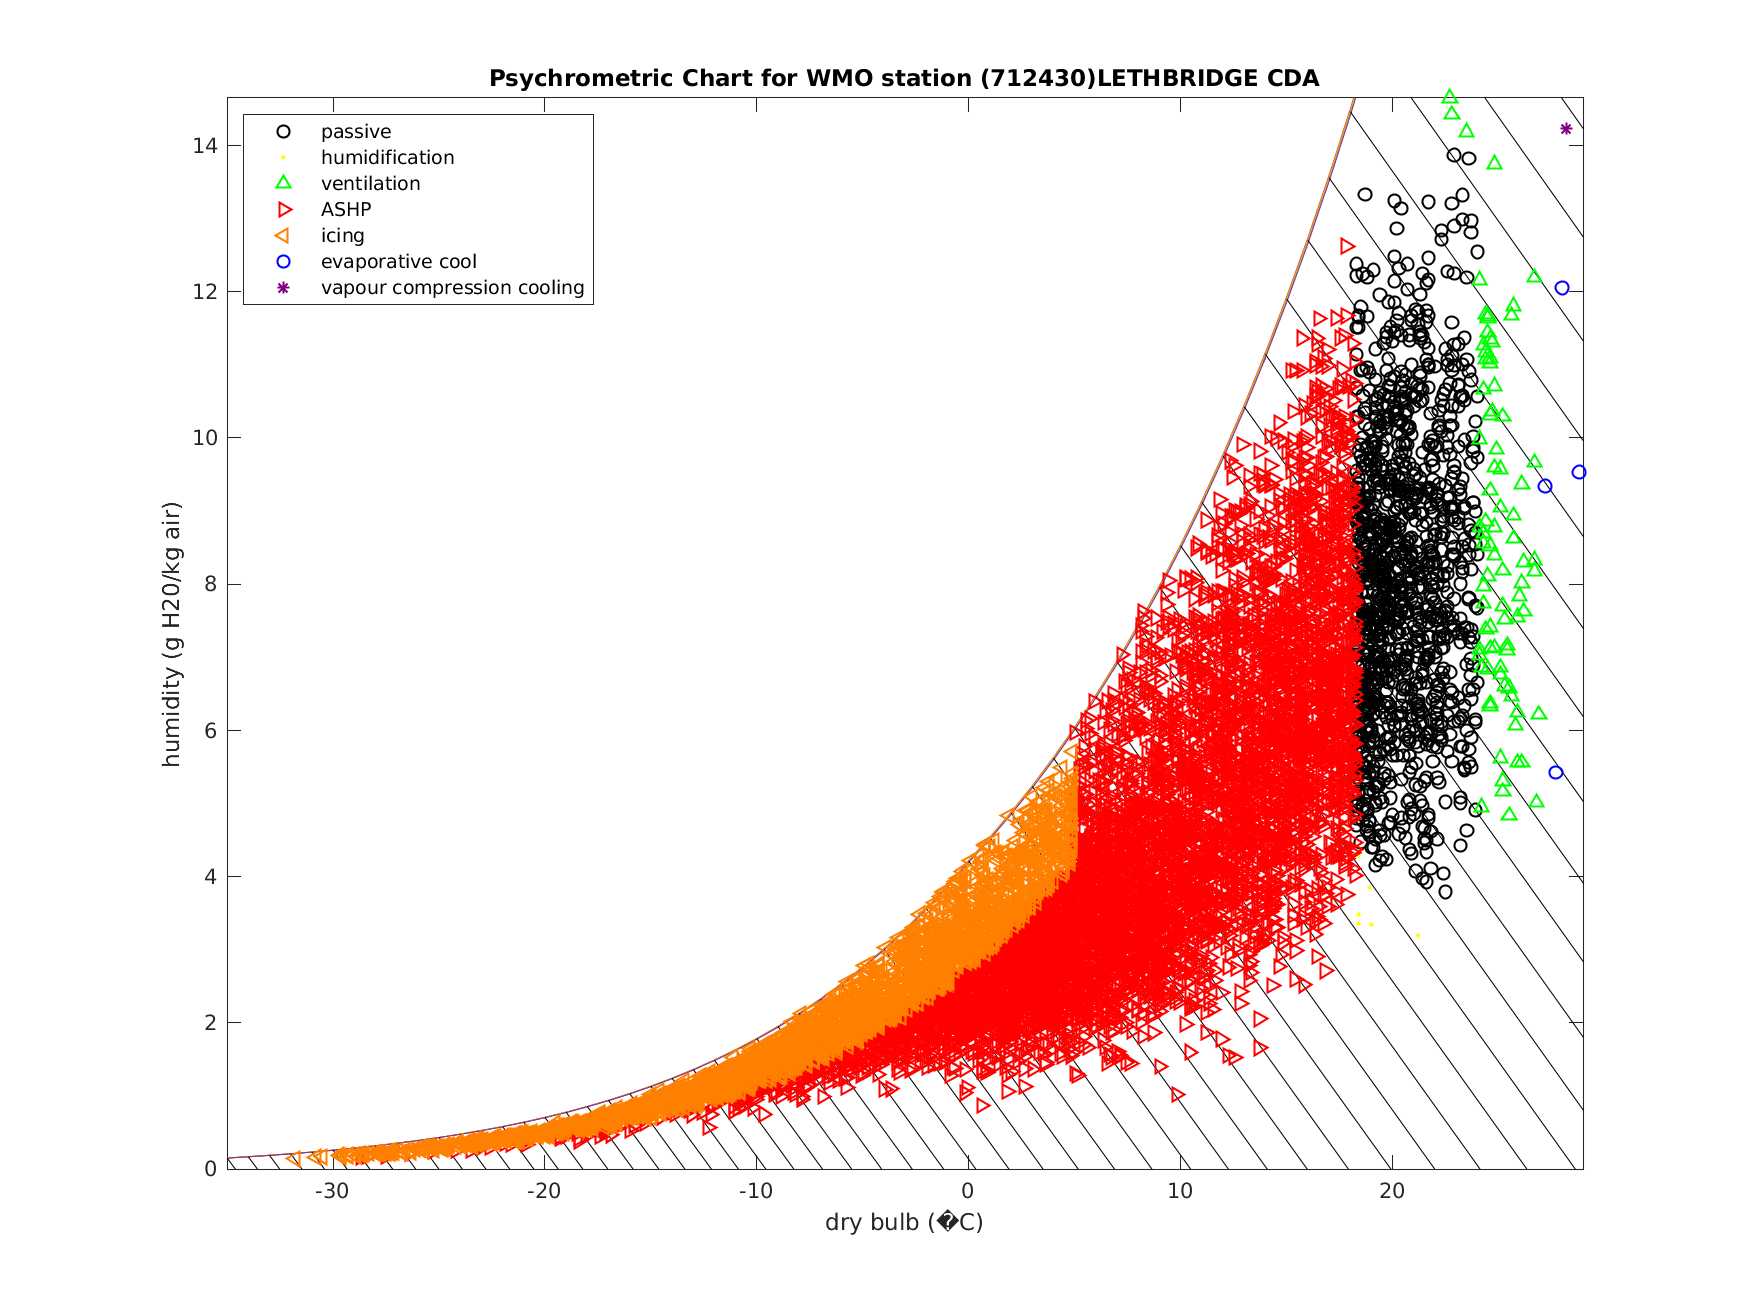 Psychrometric Chart for WMO station (712430)LETHBRIDGE CDA
passive
humidification
ventilation
ASHP
icing
evaporative cool
vapour compression cooling
humidity (g H20/kg air)
14
12
10
8
6
4
2
0
-30 -20 -10 0 10 20
dry bulb (�C)